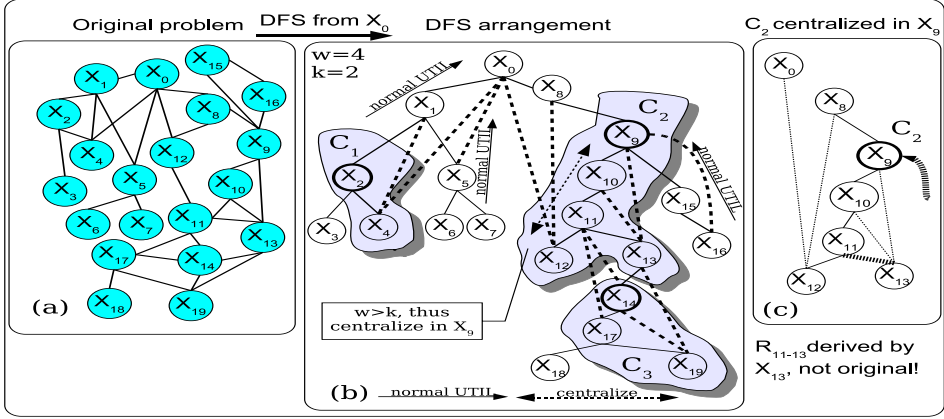 Original problem
DFS from X0
DFS arrangement
C2 centralized in X9
X0
X1
X15
X2
X8
X16
X4
X12
X9
X3
X5
X10
X6
X7
X11
X13
X17
X14
X18
X19
(a)
w=4
k=2
normal UTIL
X0
X8
X1
C2
C1
normal UTIL
X9
X2
X5
X10
normal UTIL
X15
X3
X4
X6
X7
X11
X16
X12
X13
w>k, thus
centralize in X9
X14
X17
X18
C3
X19
(b)
normal UTIL
centralize
X0
X8
C2
X9
X10
X11
X12
X13
(c)
R11-13derived by
X13, not original!